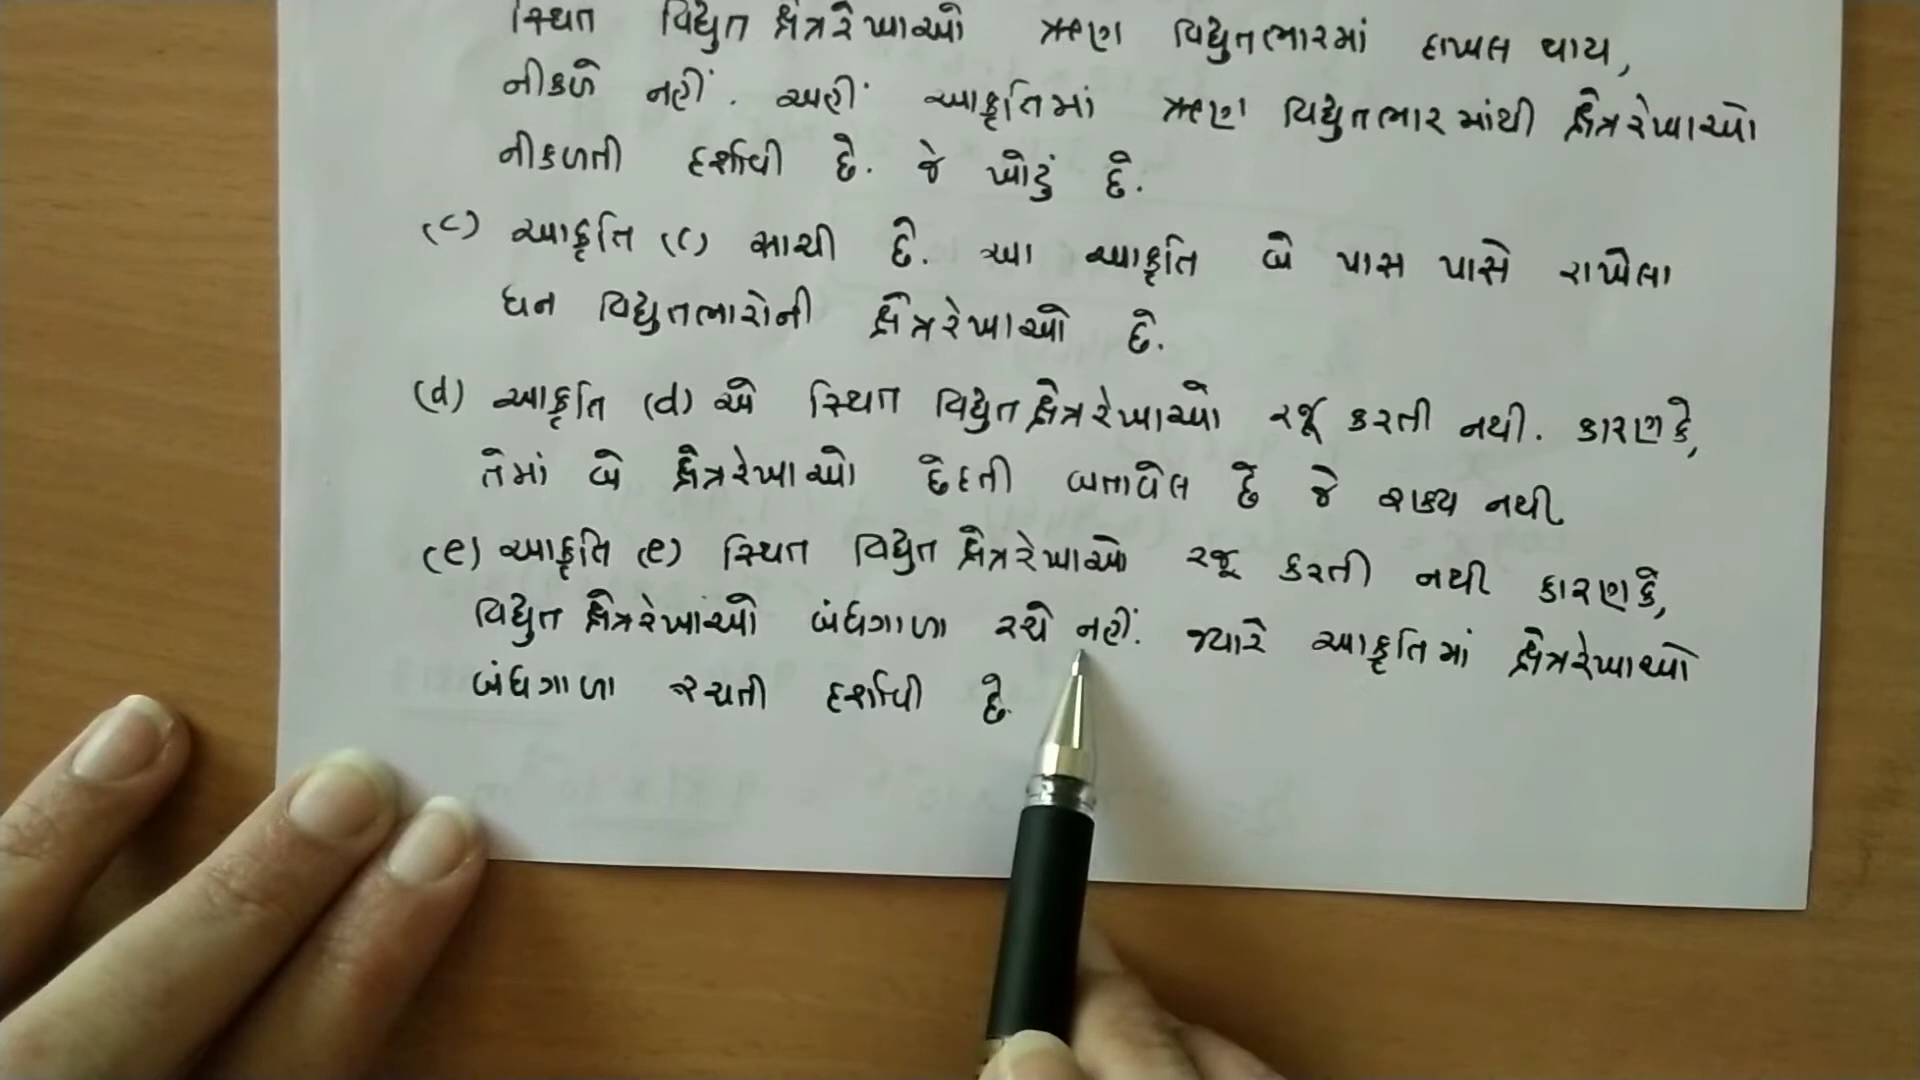 સ્થિત વિદ્યુત ક્ષેત્રરેખાઓ ઋણ વિદ્યુતભારમાં દાખલ થાય,
નીકળે નહીં. અહીં આકૃતિમાં ઋણ વિદ્યુતભારમાંથી ક્ષેત્રરેખાઓ
નીકળતી દર્શાવી છે. જે ખોટું છે.
(c) આકૃતિ (c) સાચી છે. આ આકૃતિ બે પાસ પાસે રાખેલા
ધન વિદ્યુતભારોની ક્ષેત્રરેખાઓ છે.
(d) આકૃતિ (d) એ સ્થિત વિદ્યુતક્ષેત્રરેખાઓ રજૂ કરતી નથી. કારણકે,
તેમાં બે ક્ષેત્રરેખાઓ છેદતી બતાવેલ છે જે શક્ય નથી
(e) આકૃતિ (e) સ્થિત વિદ્યુત ક્ષેત્રરેખાઓ રજૂ કરતી નથી કારણકે,
વિદ્યુત ક્ષેત્રરેખાઓ બંધગાળા રચે નહીં. જ્યારે આકૃતિમાં ક્ષેત્રરેખાઓ
બંધગાળા રચતી દર્શાવી છે.